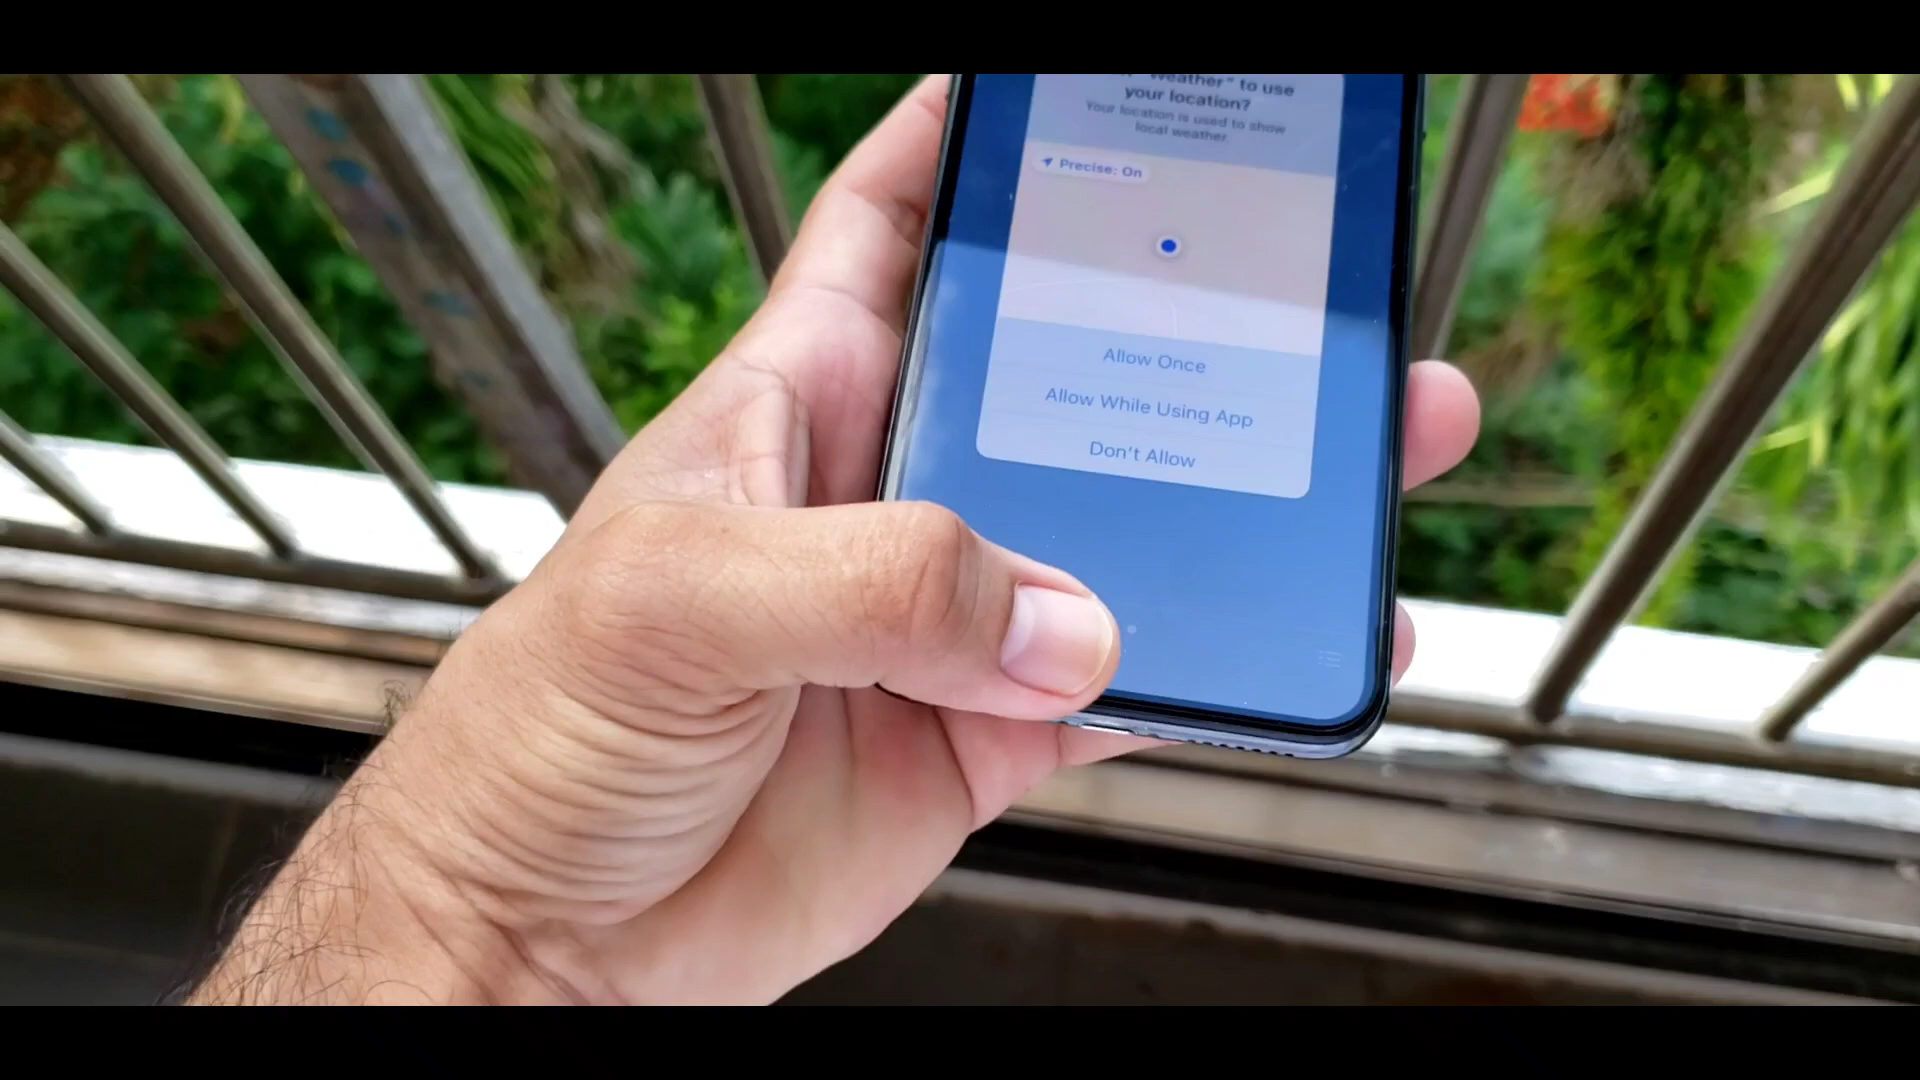 "Weather" to use
your location?
Your location is used to show
local weather.
Precise: On
Allow Once
Allow While Using App
Don't Allow